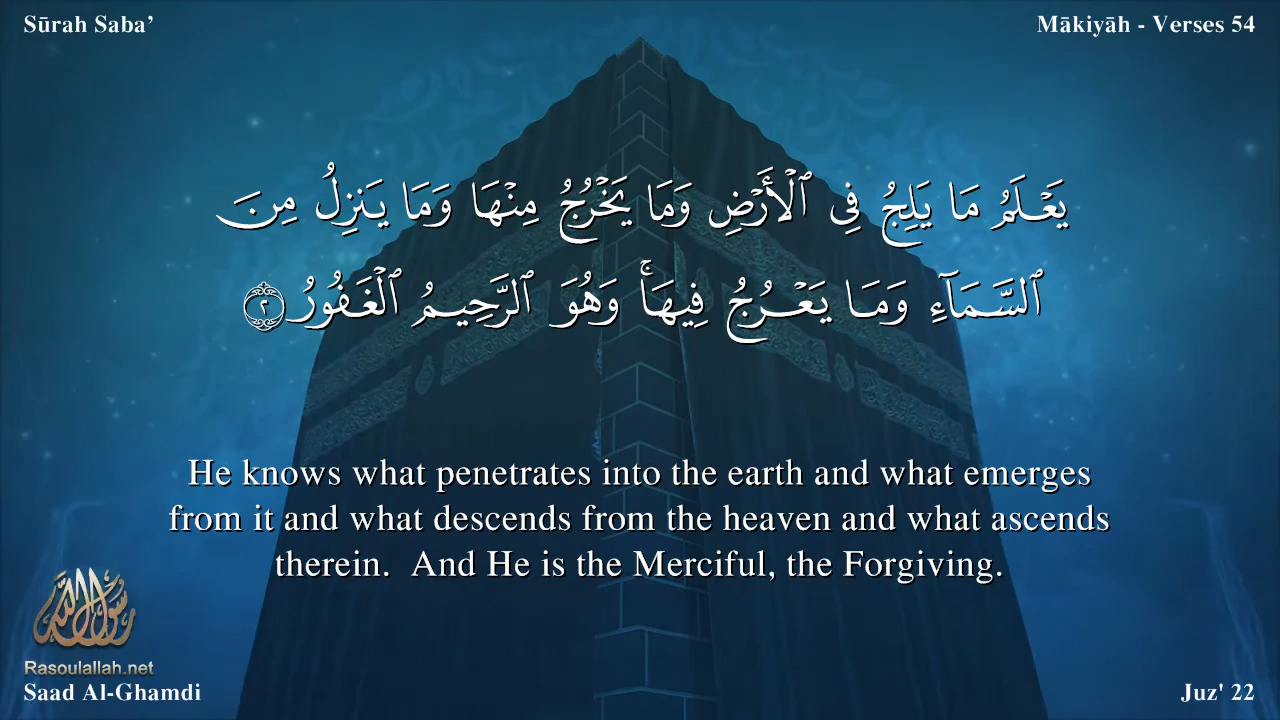 Sūrah Saba’
Mākiyāh - Verses 54
يَعْلَمُ مَا يَلِجُ فِى ٱلْأَرْضِ وَمَا يَخْرُجُ مِنْهَا وَمَا يَنزِلُ مِنَ
ٱلسَّمَآءِ وَمَا يَعْرُجُ فِيهَا ۚ وَهُوَ ٱلرَّحِيمُ ٱلْغَفُورُ ٢
He knows what penetrates into the earth and what emerges
from it and what descends from the heaven and what ascends
therein.  And He is the Merciful, the Forgiving.
رسول الله
Rasoulallah.net
Saad Al-Ghamdi
Juz' 22